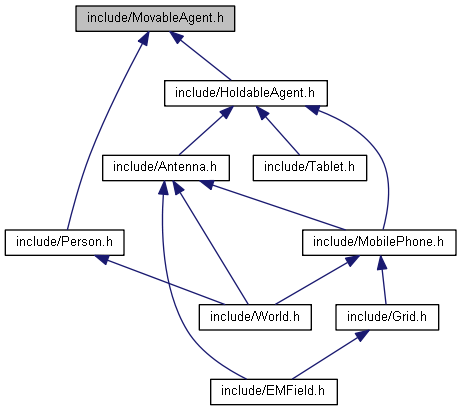 include/MovableAgent.h
include/HoldableAgent.h
include/Antenna.h
include/Tablet.h
include/Person.h
include/MobilePhone.h
include/World.h
include/Grid.h
include/EMField.h